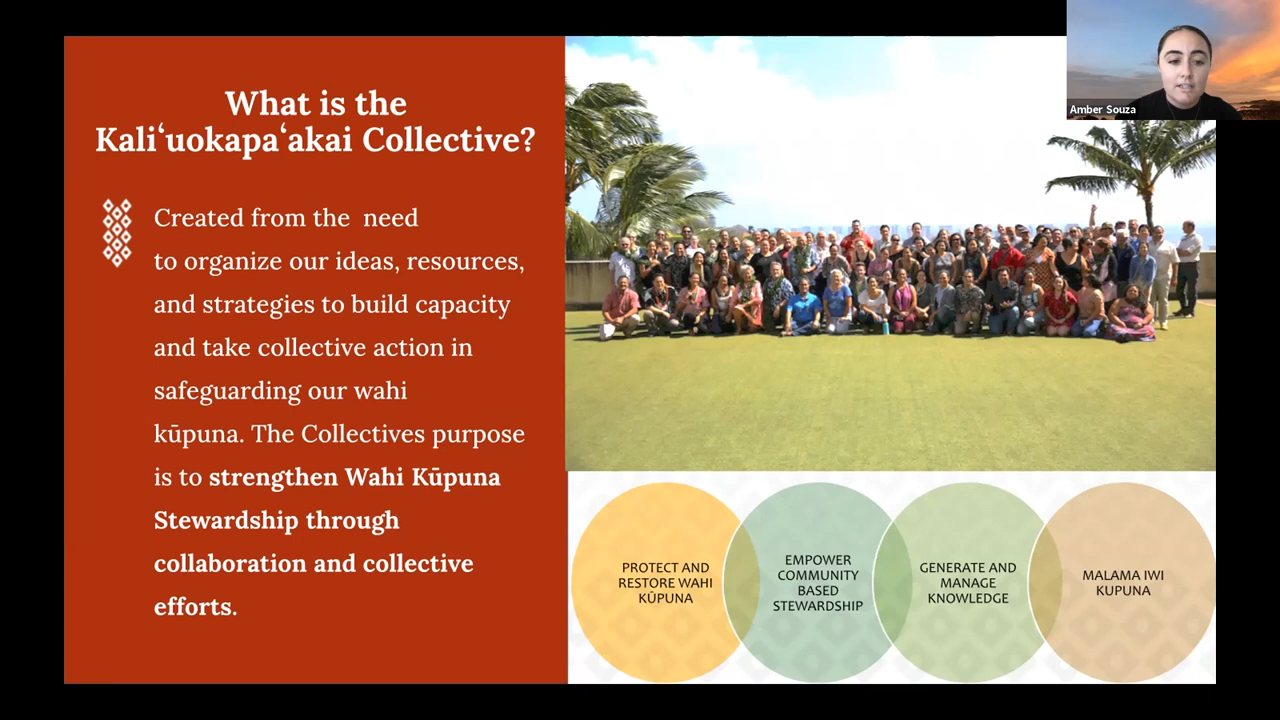 What is the
Kaliʻuokapaʻakai Collective?
Created from the need
to organize our ideas, resources,
and strategies to build capacity
and take collective action in
safeguarding our wahi
kūpuna. The Collectives purpose
is to strengthen Wahi Kūpuna
Stewardship through
collaboration and collective
efforts.
Amber Souza
PROTECT AND
RESTORE WAHI
KŪPUNA
EMPOWER
COMMUNITY
BASED
STEWARDSHIP
GENERATE AND
MANAGE
KNOWLEDGE
MALAMA IWI
KUPUNA